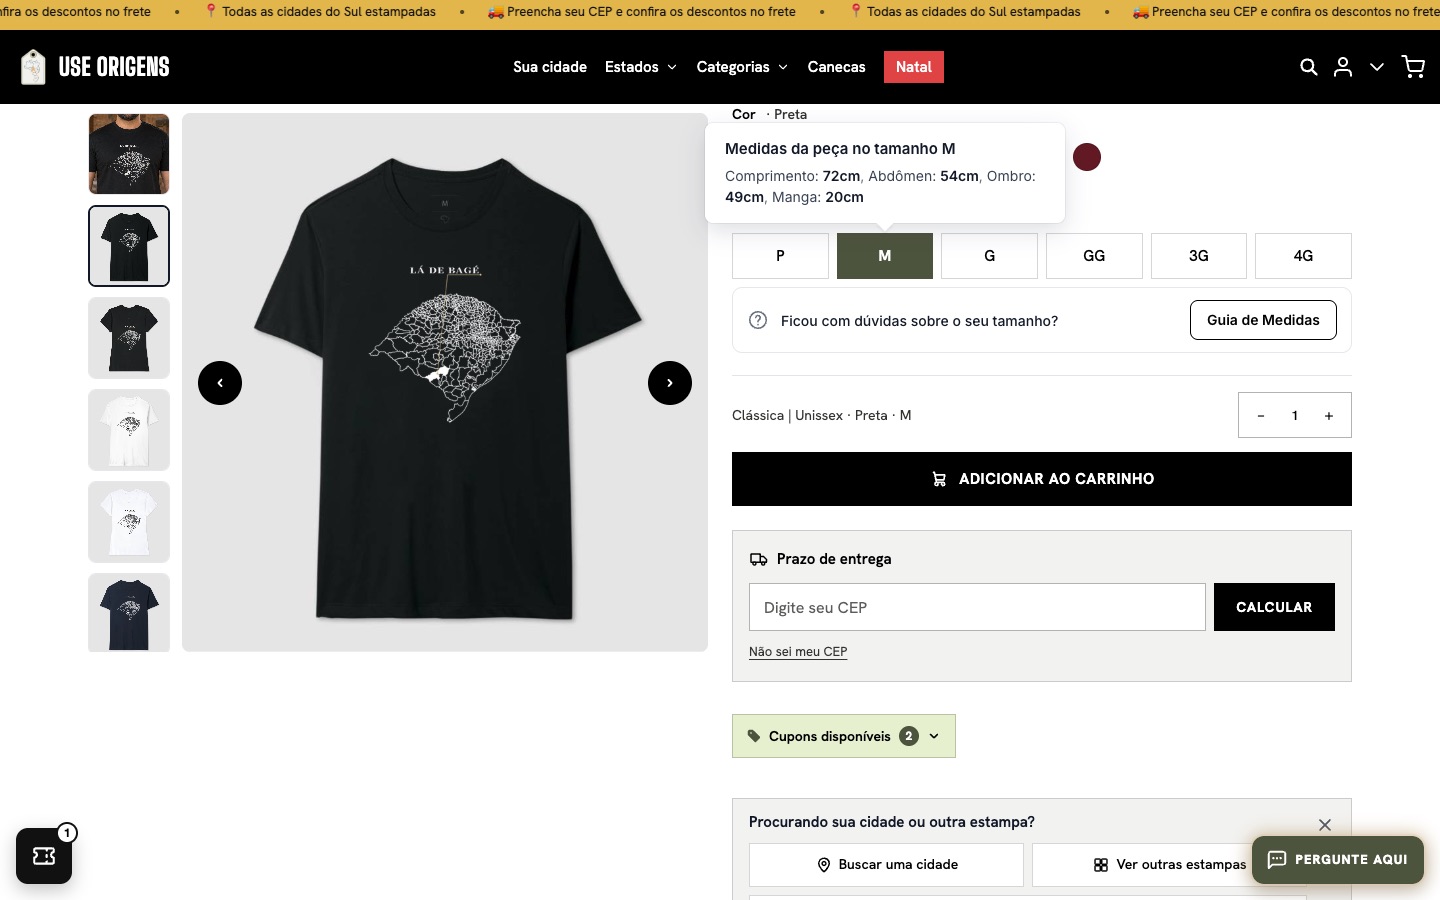 nfira os descontos no frete • 📍 Todas as cidades do Sul estampadas • 🚚 Preencha seu CEP e confira os descontos no frete • 📍 Todas as cidades do Sul estampadas • 🚚 Preencha seu CEP e confira os descontos no frete
USE ORIGENS
Sua cidade Estados Categorias Canecas Natal
Cor · Preta
Medidas da peça no tamanho M
Comprimento: 72cm, Abdômen: 54cm, Ombro:
49cm, Manga: 20cm
P M G GG 3G 4G
M
LÁ DE BAGÉ.
Ficou com dúvidas sobre o seu tamanho? Guia de Medidas
Clássica | Unissex · Preta · M − 1 +
ADICIONAR AO CARRINHO
Prazo de entrega
Digite seu CEP CALCULAR
Não sei meu CEP
Cupons disponíveis 2
Procurando sua cidade ou outra estampa?
Buscar uma cidade Ver outras estampas
1
PERGUNTE AQUI